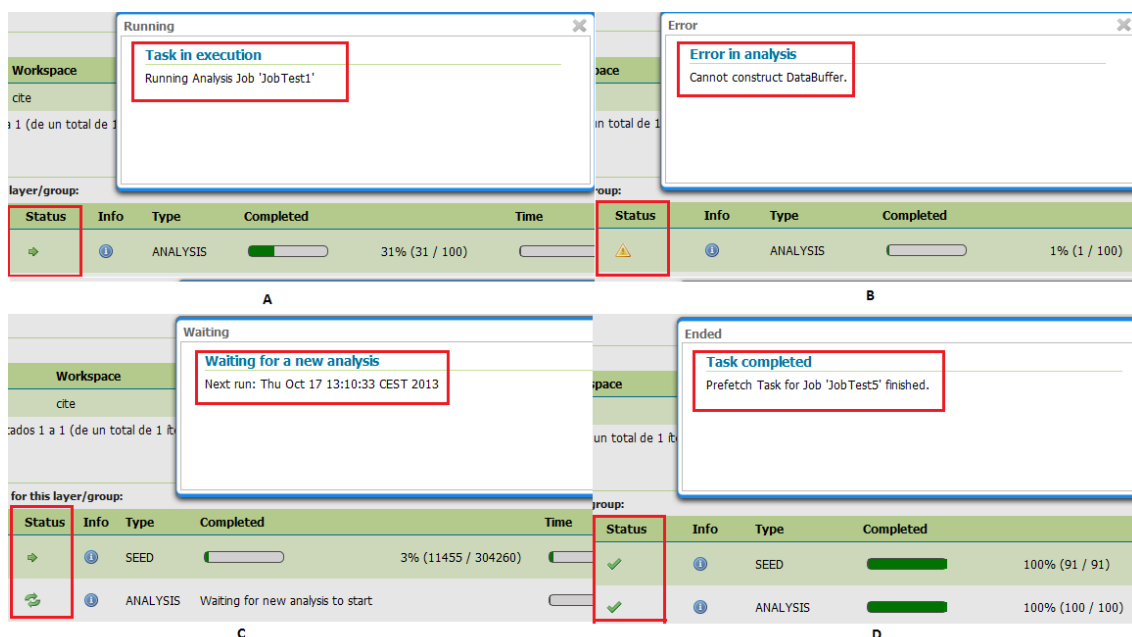 Running
Task in execution
Running Analysis Job 'JobTest1'
Workspace
cite
a 1 (de un total de 1
layer/group:
Status Info Type Completed Time
ANALYSIS 31% (31 / 100)
A
Error
Error in analysis
Cannot construct DataBuffer.
pace
un total de 1
roup:
Status Info Type Completed
ANALYSIS 1% (1 / 100)
B
Waiting
Waiting for a new analysis
Next run: Thu Oct 17 13:10:33 CEST 2013
Workspace
cite
tados 1 a 1 (de un total de 1 íte
for this layer/group:
Status Info Type Completed Time
SEED 3% (11455 / 304260)
ANALYSIS Waiting for new analysis to start
C
Ended
Task completed
Prefetch Task for Job 'JobTest5' finished.
space
un total de 1 ít
group:
Status Info Type Completed
SEED 100% (91 / 91)
ANALYSIS 100% (100 / 100)
D